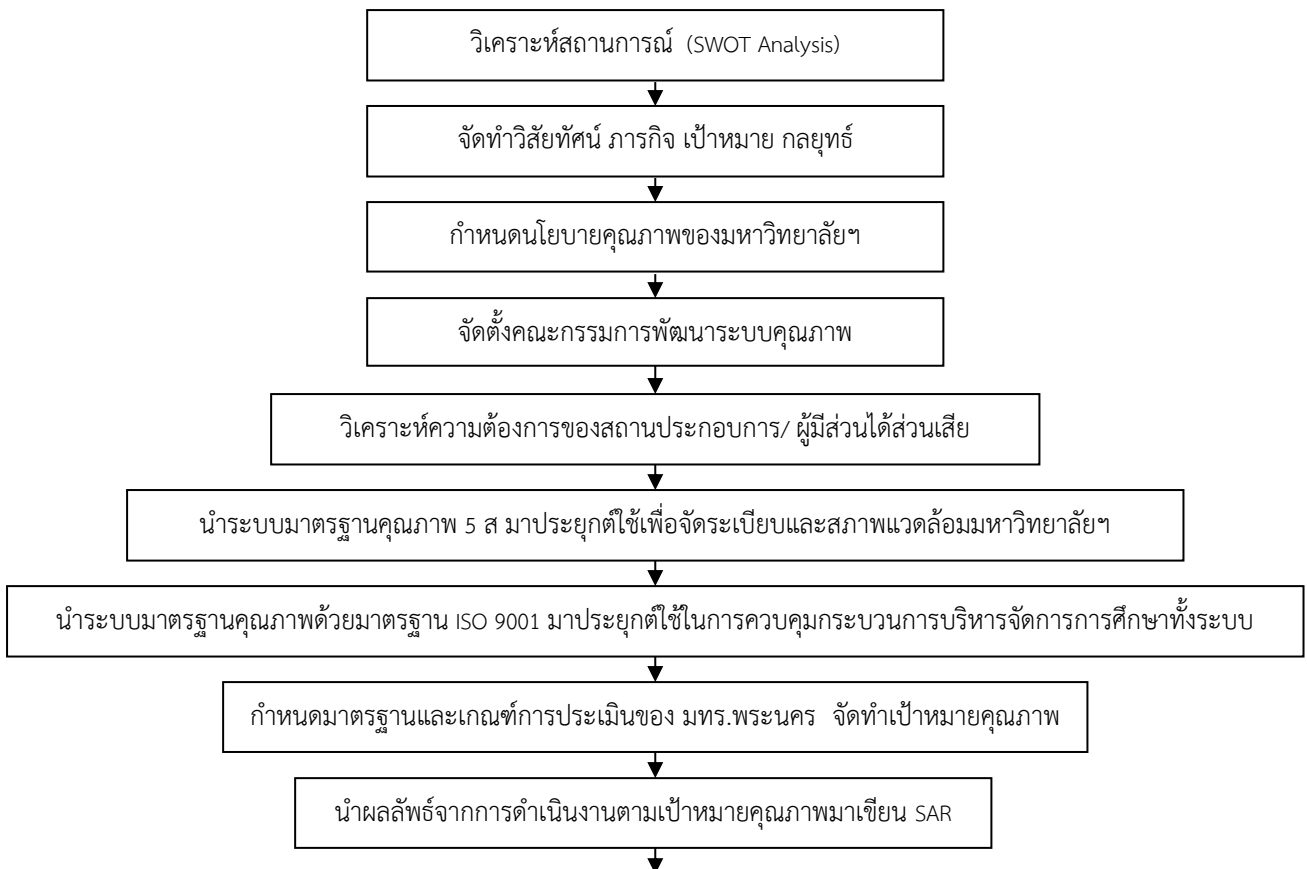 วิเคราะห์สถานการณ์ (SWOT Analysis)
จัดทำวิสัยทัศน์ ภารกิจ เป้าหมาย กลยุทธ์
กำหนดนโยบายคุณภาพของมหาวิทยาลัยฯ
จัดตั้งคณะกรรมการพัฒนาระบบคุณภาพ
วิเคราะห์ความต้องการของสถานประกอบการ/ ผู้มีส่วนได้ส่วนเสีย
นำระบบมาตรฐานคุณภาพ 5 ส มาประยุกต์ใช้เพื่อจัดระเบียบและสภาพแวดล้อมมหาวิทยาลัยฯ
นำระบบมาตรฐานคุณภาพด้วยมาตรฐาน ISO 9001 มาประยุกต์ใช้ในการควบคุมกระบวนการบริหารจัดการการศึกษาทั้งระบบ
กำหนดมาตรฐานและเกณฑ์การประเมินของ มทร.พระนคร จัดทำเป้าหมายคุณภาพ
นำผลลัพธ์จากการดำเนินงานตามเป้าหมายคุณภาพมาเขียน SAR